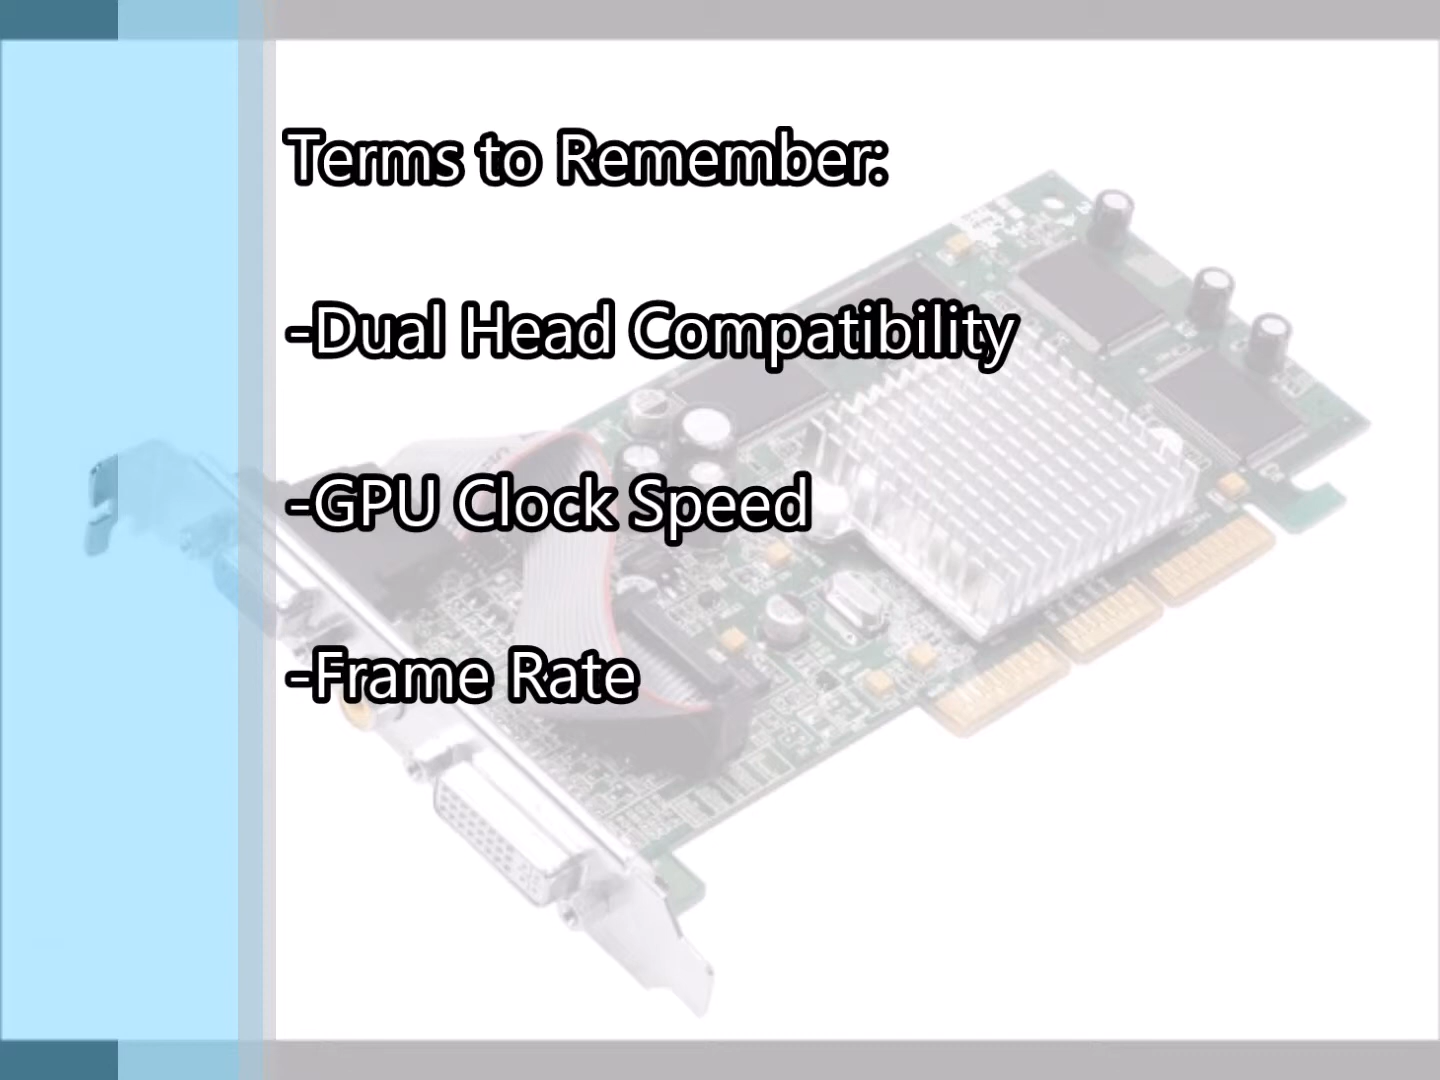 Terms to Remember:
-Dual Head Compatibility
-GPU Clock Speed
-Frame Rate